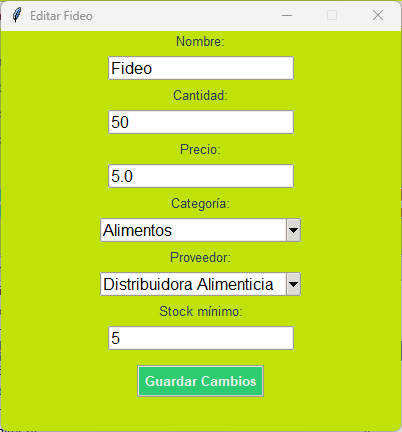 Editar Fideo
Nombre:
Fideo
Cantidad:
50
Precio:
5.0
Categoría:
Alimentos
Proveedor:
Distribuidora Alimenticia
Stock mínimo:
5
Guardar Cambios